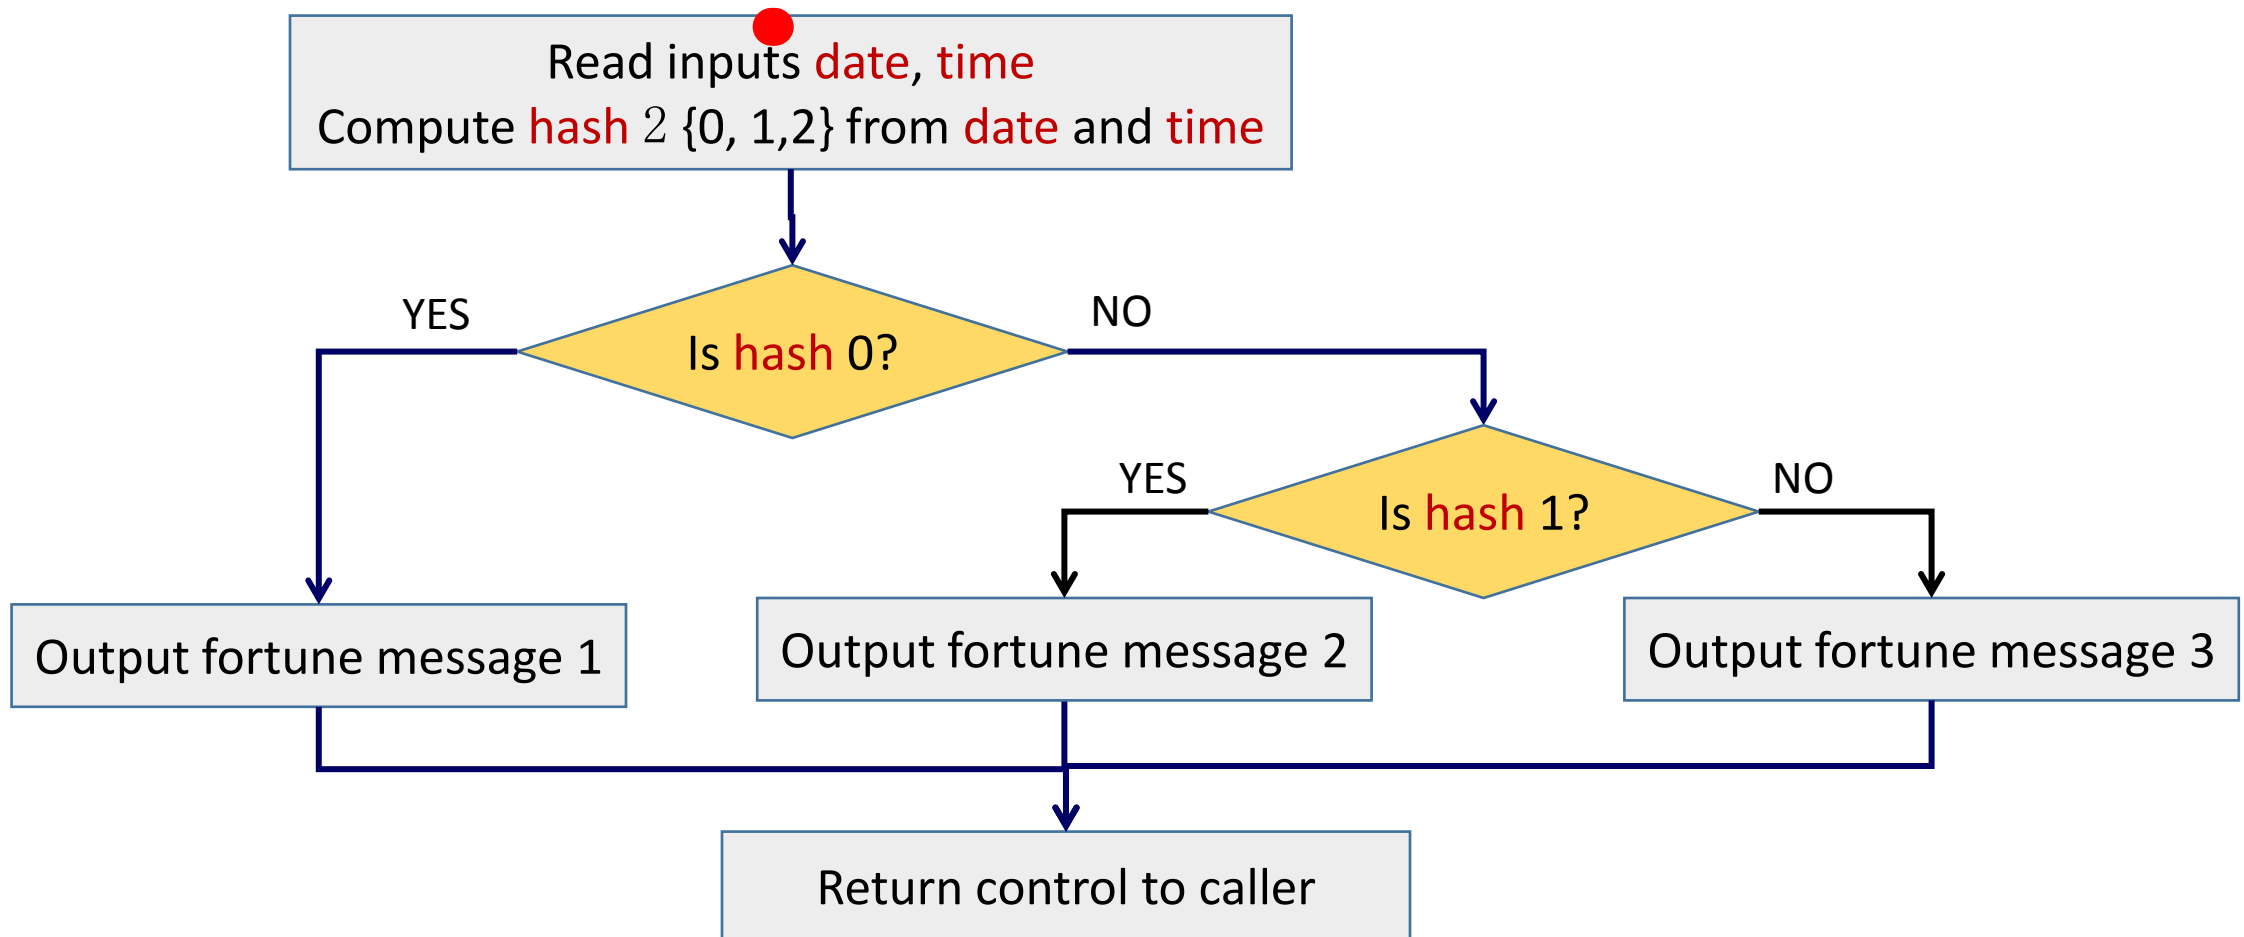 Read inputs date, time
Compute hash 2 {0, 1,2} from date and time
YES
NO
Is hash 0?
YES
NO
Is hash 1?
Output fortune message 1
Output fortune message 2
Output fortune message 3
Return control to caller